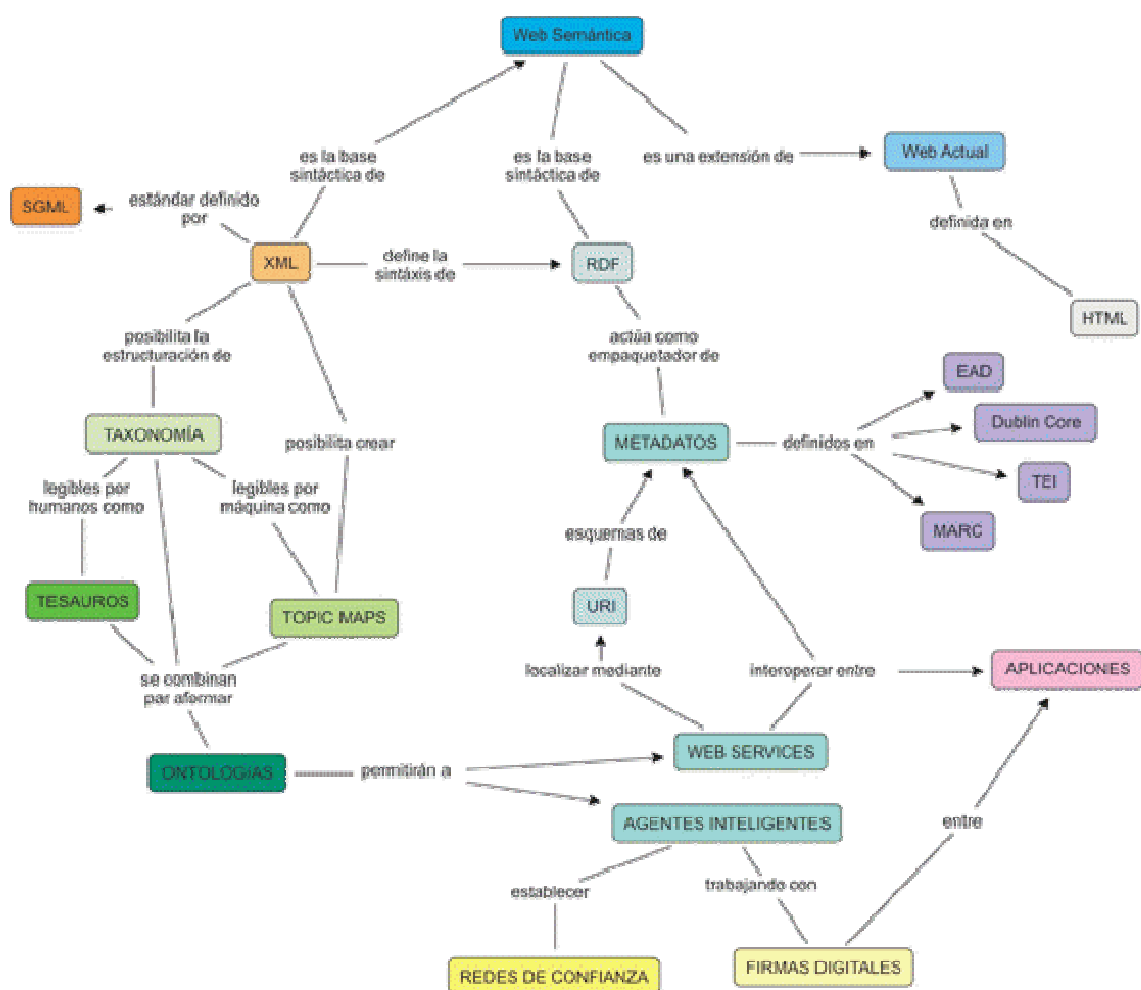 Web Semántica
es la base
sintáctica de
es la base
sintáctica de
es una extensión de
Web Actual
SGML
estándar definido
por
definida en
XML
define la
sintáxis de
RDF
HTML
posibilita la
estructuración de
actúa como
empaquetador de
EAD
Dublin Core
TAXONOMÍA
posibilita crear
METADATOS
definidos en
TEI
MARC
legibles por
humanos como
legibles por
máquina como
esquemas de
TESAUROS
TOPIC MAPS
URI
se combinan
par aformar
localizar mediante
interoperar entre
APLICACIONES
ONTOLOGÍAS
permitirán a
WEB SERVICES
AGENTES INTELIGENTES
entre
establecer
trabajando con
REDES DE CONFIANZA
FIRMAS DIGITALES